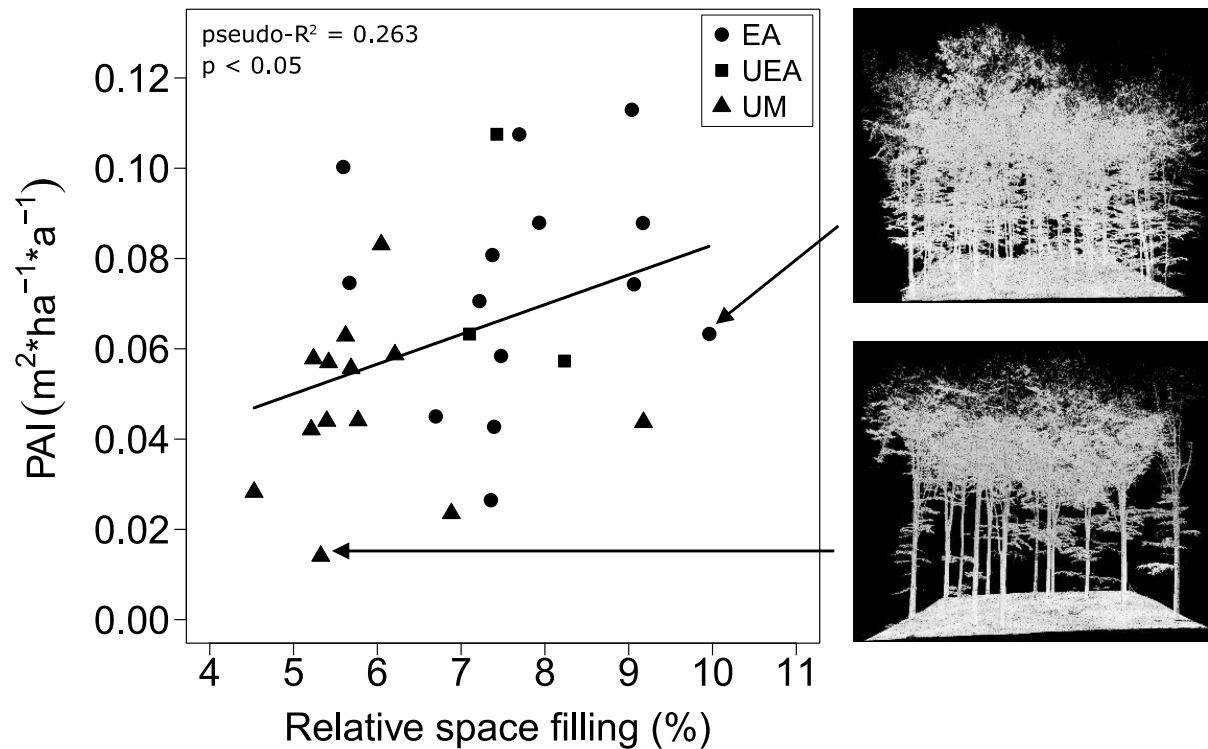 pseudo-R² = 0.263
p < 0.05
EA
UEA
UM
PAI (m²*ha⁻¹*a⁻¹)
0.12
0.10
0.08
0.06
0.04
0.02
0.00
4 5 6 7 8 9 10 11
Relative space filling (%)